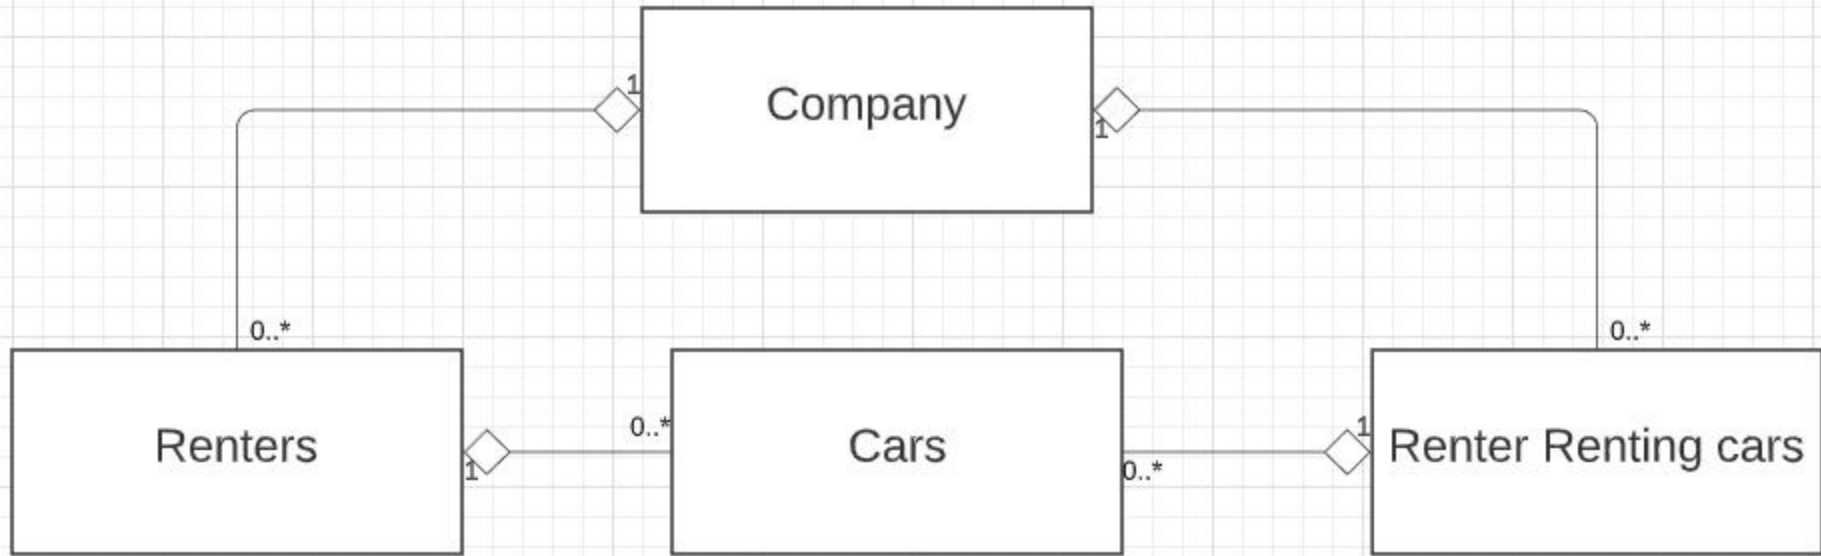 1
Company
1
0..*
0..*
Renters
1
0..*
Cars
0..*
1
Renter Renting cars